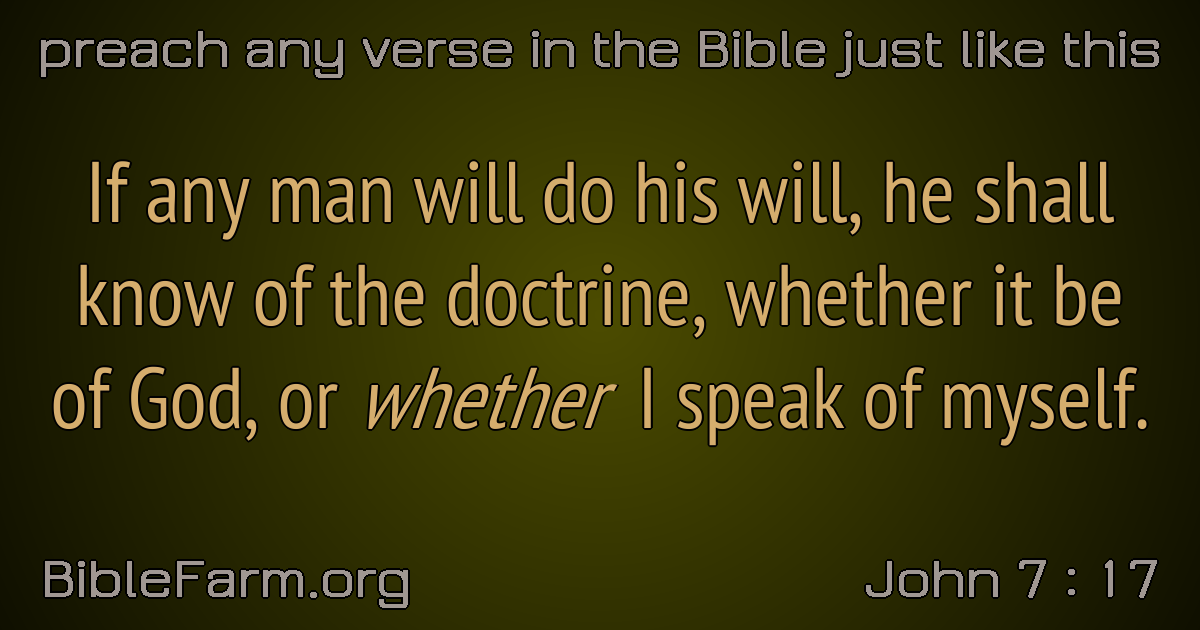 preach any verse in the Bible just like this
If any man will do his will, he shall
know of the doctrine, whether it be
of God, or whether I speak of myself.
BibleFarm.org
John 7 : 17